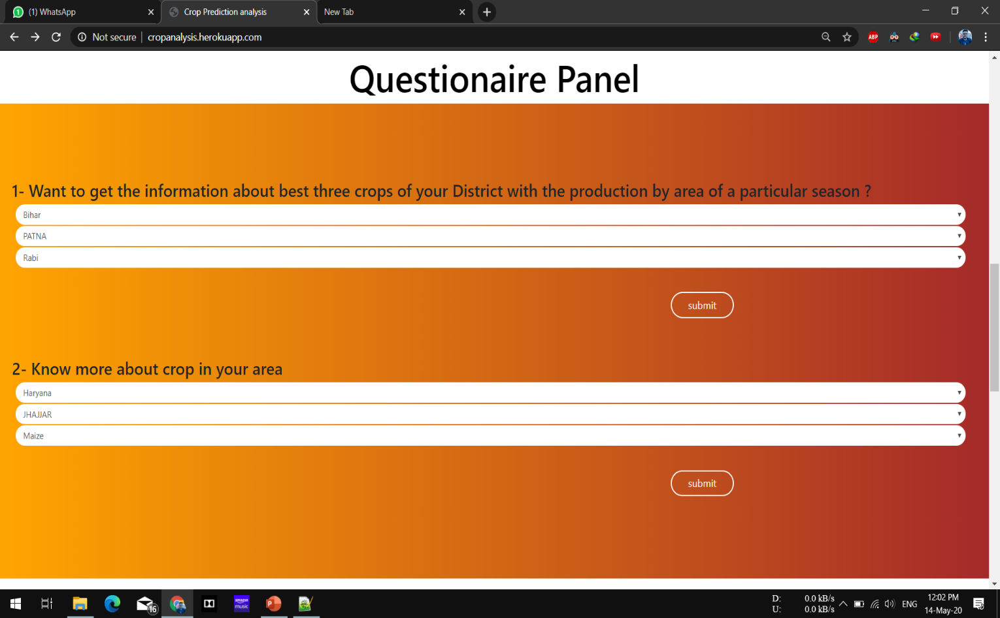 (1) WhatsApp
Crop Prediction analysis
New Tab
Not secure
cropanalysis.herokuapp.com
ABP
Questionaire Panel
1- Want to get the information about best three crops of your District with the production by area of a particular season ?
Bihar
PATNA
Rabi
submit
2- Know more about crop in your area
Haryana
JHAJJAR
Maize
submit
16
amazon music
P
D: 0.0 kB/s
U: 0.0 kB/s
ENG
12:02 PM
14-May-20